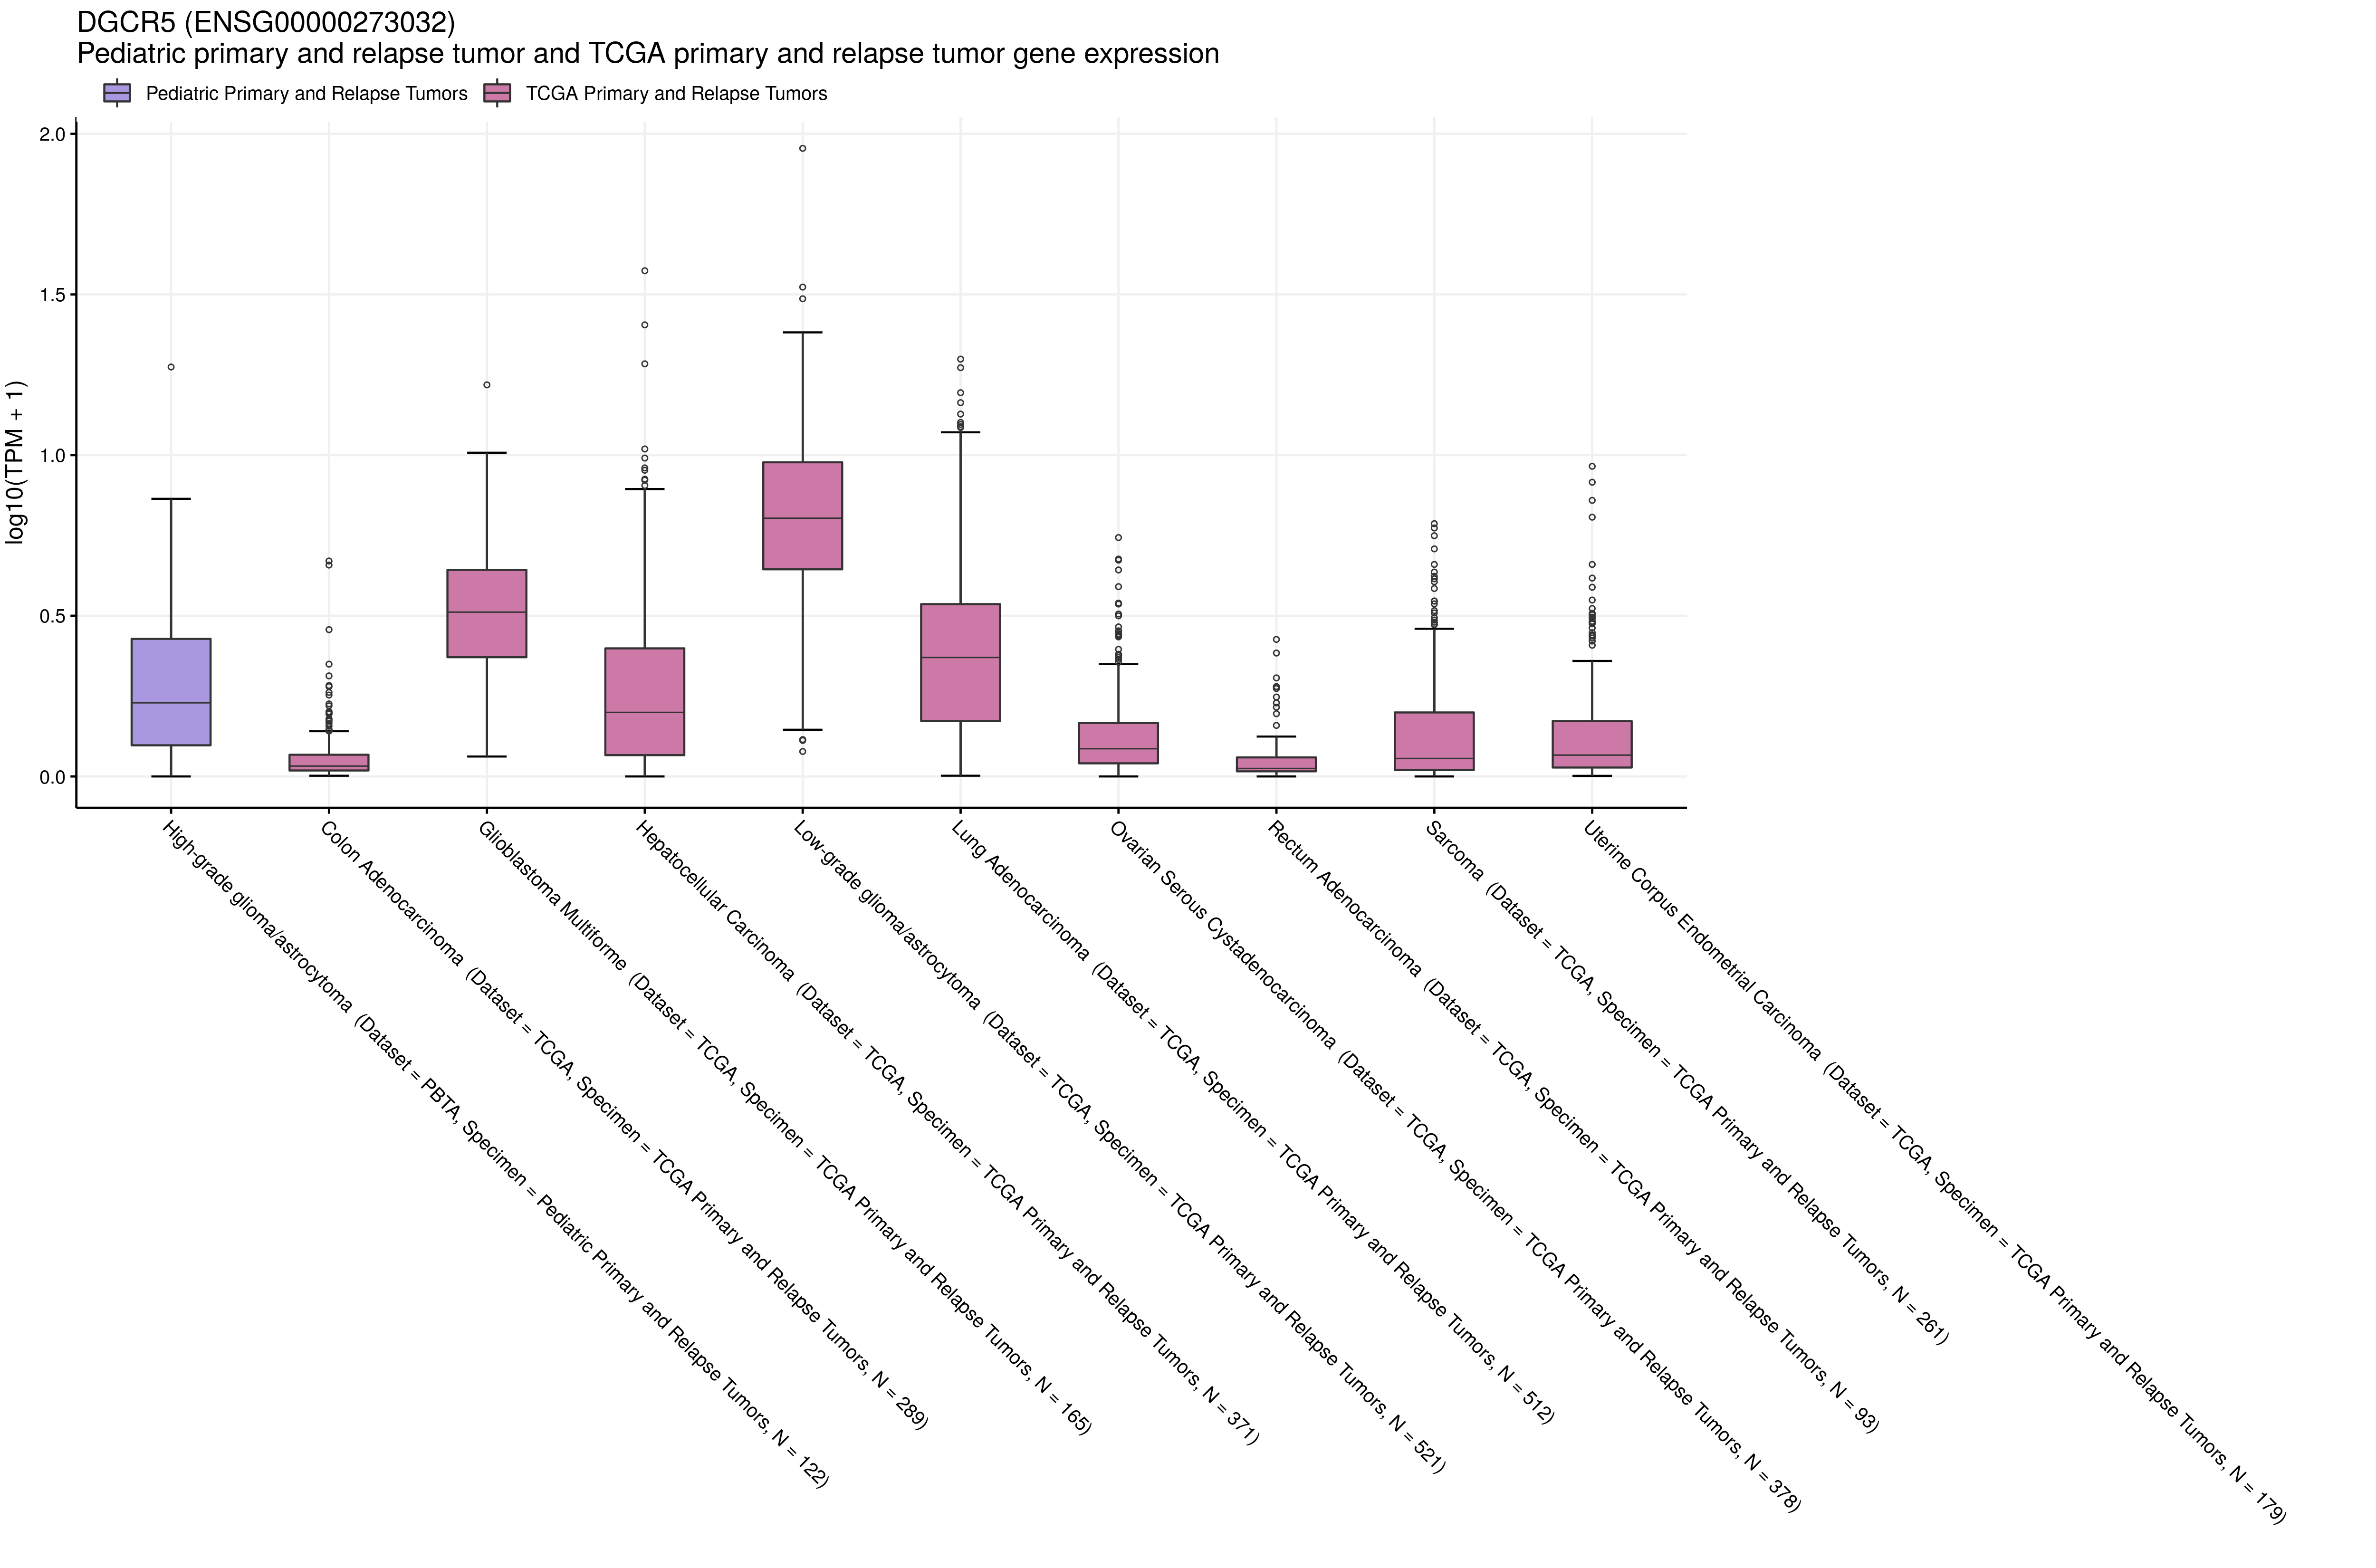 DGCR5 (ENSG00000273032)
Pediatric primary and relapse tumor and TCGA primary and relapse tumor gene expression
Pediatric Primary and Relapse Tumors
TCGA Primary and Relapse Tumors
log10(TPM + 1)
2.0
1.5
1.0
0.5
0.0
High-grade glioma/astrocytoma (Dataset = PBTA, Specimen = Pediatric Primary and Relapse Tumors, N = 122)
Colon Adenocarcinoma (Dataset = TCGA, Specimen = TCGA Primary and Relapse Tumors, N = 289)
Glioblastoma Multiforme (Dataset = TCGA, Specimen = TCGA Primary and Relapse Tumors, N = 165)
Hepatocellular Carcinoma (Dataset = TCGA, Specimen = TCGA Primary and Relapse Tumors, N = 371)
Low-grade glioma/astrocytoma (Dataset = TCGA, Specimen = TCGA Primary and Relapse Tumors, N = 521)
Lung Adenocarcinoma (Dataset = TCGA, Specimen = TCGA Primary and Relapse Tumors, N = 512)
Ovarian Serous Cystadenocarcinoma (Dataset = TCGA, Specimen = TCGA Primary and Relapse Tumors, N = 378)
Rectum Adenocarcinoma (Dataset = TCGA, Specimen = TCGA Primary and Relapse Tumors, N = 93)
Sarcoma (Dataset = TCGA, Specimen = TCGA Primary and Relapse Tumors, N = 261)
Uterine Corpus Endometrial Carcinoma (Dataset = TCGA, Specimen = TCGA Primary and Relapse Tumors, N = 179)